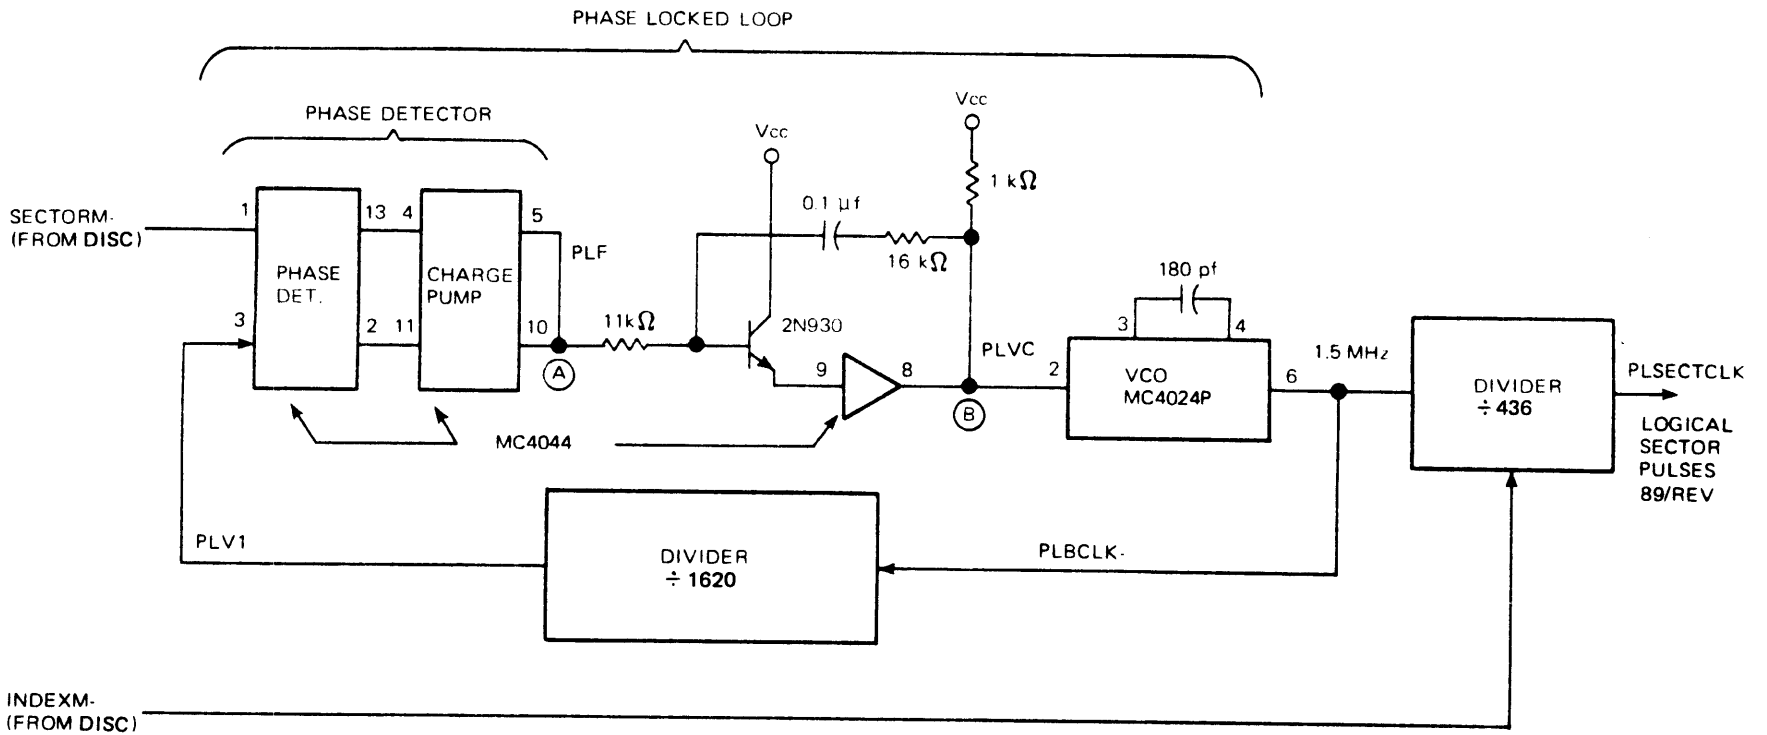 PHASE LOCKED LOOP
PHASE DETECTOR
Vcc
Vcc
1 kΩ
0.1 µf
16 kΩ
SECTORM-
(FROM DISC)
1
13
4
5
PLF
PHASE
DET.
CHARGE
PUMP
3
2
11
10
11kΩ
A
2N930
9
8
PLVC
B
2
180 pf
3
4
VCO
MC4024P
6
1.5 MHz
DIVIDER
÷ 436
PLSECTCLK
LOGICAL
SECTOR
PULSES
89/REV
MC4044
PLV1
DIVIDER
÷ 1620
PLBCLK-
INDEXM-
(FROM DISC)